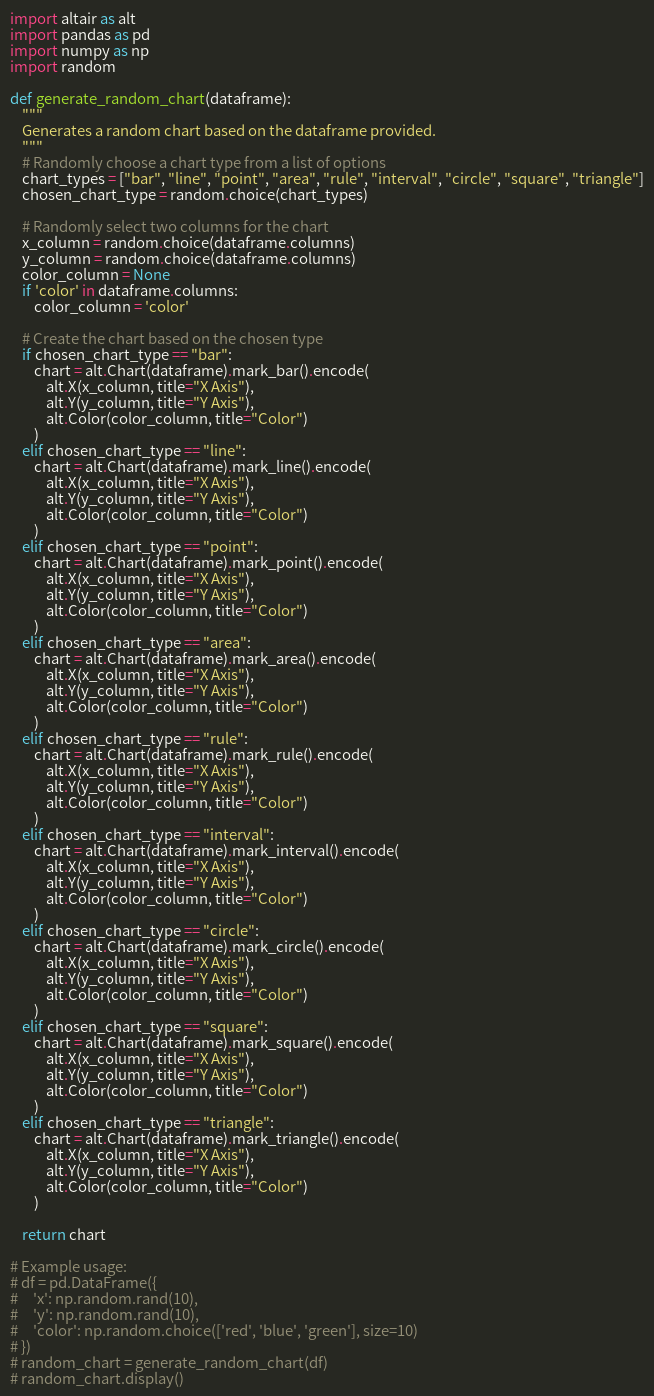 import altair as alt
import pandas as pd
import numpy as np
import random

def generate_random_chart(dataframe):
    """
    Generates a random chart based on the dataframe provided.
    """
    # Randomly choose a chart type from a list of options
    chart_types = ["bar", "line", "point", "area", "rule", "interval", "circle", "square", "triangle"]
    chosen_chart_type = random.choice(chart_types)

    # Randomly select two columns for the chart
    x_column = random.choice(dataframe.columns)
    y_column = random.choice(dataframe.columns)
    color_column = None
    if 'color' in dataframe.columns:
        color_column = 'color'

    # Create the chart based on the chosen type
    if chosen_chart_type == "bar":
        chart = alt.Chart(dataframe).mark_bar().encode(
            alt.X(x_column, title="X Axis"),
            alt.Y(y_column, title="Y Axis"),
            alt.Color(color_column, title="Color")
        )
    elif chosen_chart_type == "line":
        chart = alt.Chart(dataframe).mark_line().encode(
            alt.X(x_column, title="X Axis"),
            alt.Y(y_column, title="Y Axis"),
            alt.Color(color_column, title="Color")
        )
    elif chosen_chart_type == "point":
        chart = alt.Chart(dataframe).mark_point().encode(
            alt.X(x_column, title="X Axis"),
            alt.Y(y_column, title="Y Axis"),
            alt.Color(color_column, title="Color")
        )
    elif chosen_chart_type == "area":
        chart = alt.Chart(dataframe).mark_area().encode(
            alt.X(x_column, title="X Axis"),
            alt.Y(y_column, title="Y Axis"),
            alt.Color(color_column, title="Color")
        )
    elif chosen_chart_type == "rule":
        chart = alt.Chart(dataframe).mark_rule().encode(
            alt.X(x_column, title="X Axis"),
            alt.Y(y_column, title="Y Axis"),
            alt.Color(color_column, title="Color")
        )
    elif chosen_chart_type == "interval":
        chart = alt.Chart(dataframe).mark_interval().encode(
            alt.X(x_column, title="X Axis"),
            alt.Y(y_column, title="Y Axis"),
            alt.Color(color_column, title="Color")
        )
    elif chosen_chart_type == "circle":
        chart = alt.Chart(dataframe).mark_circle().encode(
            alt.X(x_column, title="X Axis"),
            alt.Y(y_column, title="Y Axis"),
            alt.Color(color_column, title="Color")
        )
    elif chosen_chart_type == "square":
        chart = alt.Chart(dataframe).mark_square().encode(
            alt.X(x_column, title="X Axis"),
            alt.Y(y_column, title="Y Axis"),
            alt.Color(color_column, title="Color")
        )
    elif chosen_chart_type == "triangle":
        chart = alt.Chart(dataframe).mark_triangle().encode(
            alt.X(x_column, title="X Axis"),
            alt.Y(y_column, title="Y Axis"),
            alt.Color(color_column, title="Color")
        )

    return chart

# Example usage:
# df = pd.DataFrame({
#     'x': np.random.rand(10),
#     'y': np.random.rand(10),
#     'color': np.random.choice(['red', 'blue', 'green'], size=10)
# })
# random_chart = generate_random_chart(df)
# random_chart.display()